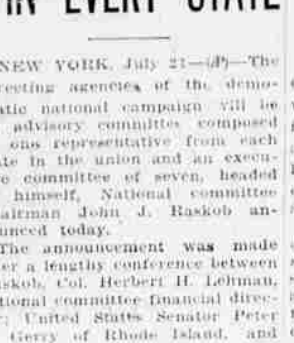 IN EVERY STATE
NEW YORK, July 21—(AP)—The
recting agencies of the demo-
atic national campaign will be
advisory committee composed
one representative from each
ate in the union and an execu-
e committee of seven, headed
himself, National committee
airman John J. Raskob an-
unced today.
The announcement was made
er a lengthy conference between
skob, Col. Herbert H. Lehman,
tional committee financial direc-
r; United States Senator Peter
Gerry of Rhode Island, and